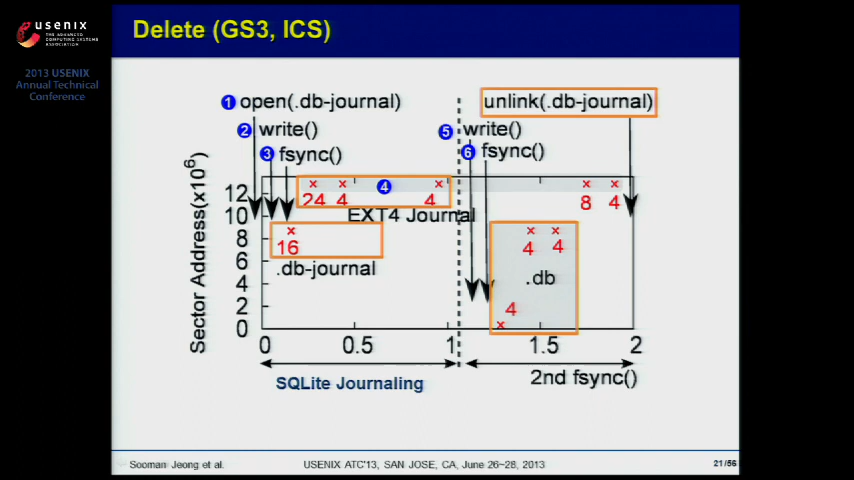 usenix
THE ADVANCED
COMPUTING SYSTEMS
ASSOCIATION
2013 USENIX
Annual Technical
Conference
Delete (GS3, ICS)
1 open(.db-journal)
2 write()
3 fsync()
5 write()
6 fsync()
unlink(.db-journal)
Sector Address(x10^6)
12
10
8
6
4
2
0
4
24 4 4
EXT4 Journal
16
.db-journal
8 4
4 4
.db
4
0 0.5 1 1.5 2
SQLite Journaling
2nd fsync()
Sooman Jeong et al.
USENIX ATC'13, SAN JOSE, CA, June 26~28, 2013
21/56